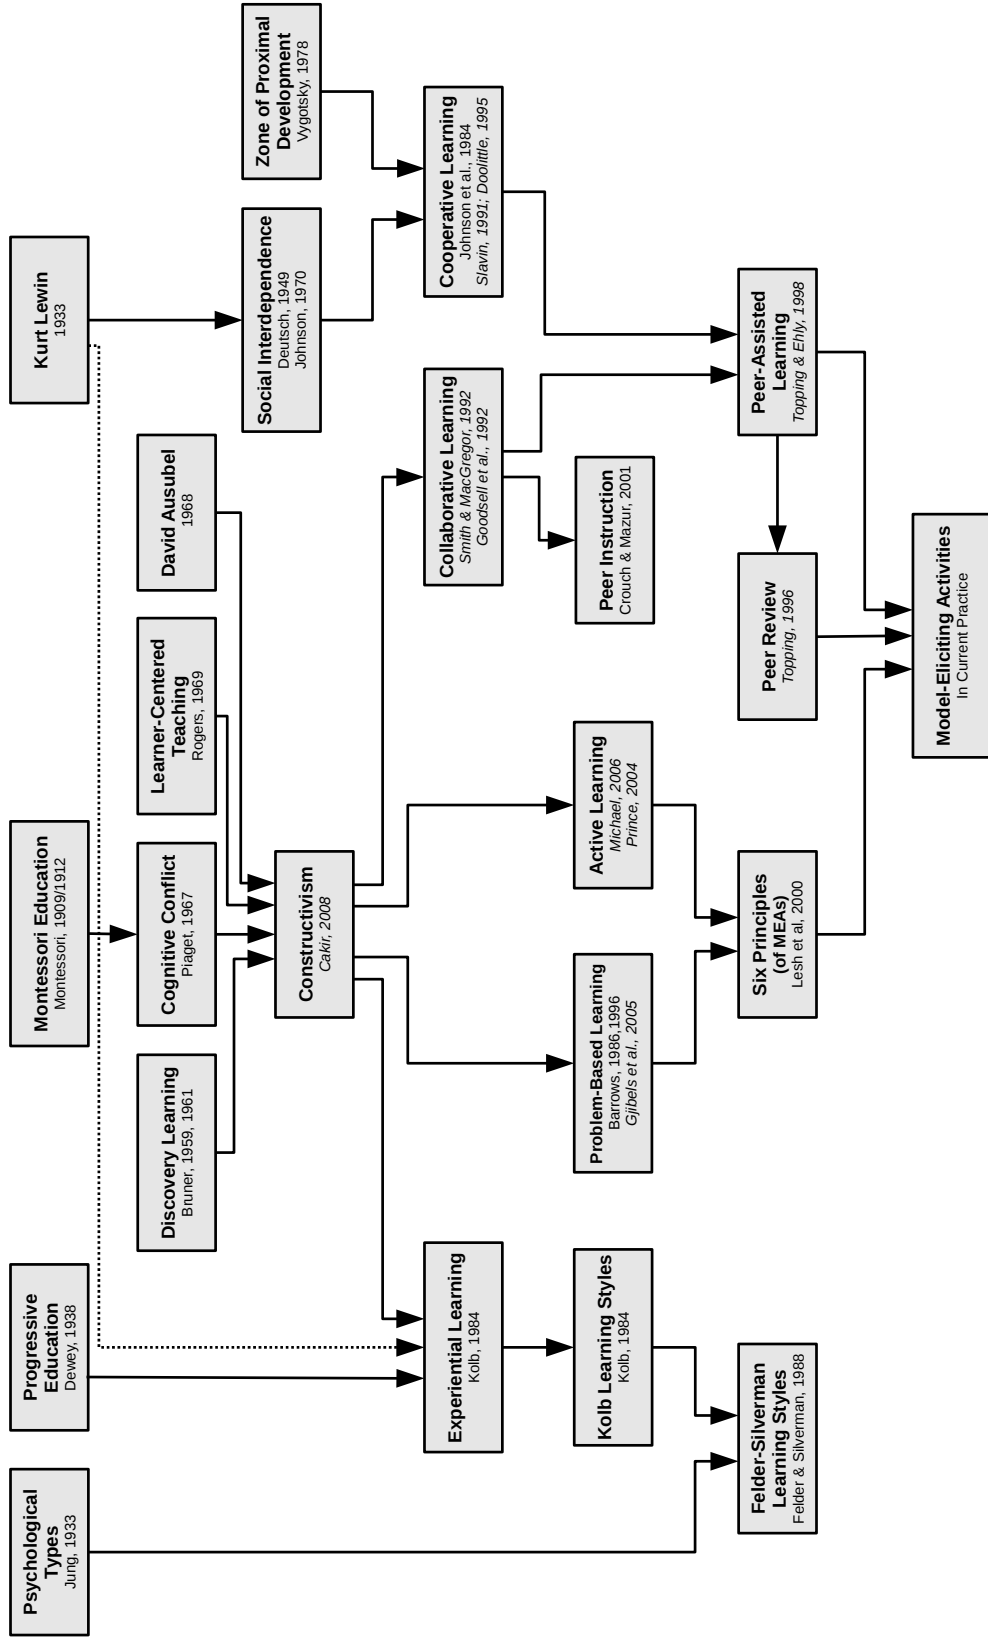 Psychological
Types
Jung, 1933
Progressive
Education
Dewey, 1938
Montessori Education
Montessori, 1909/1912
Kurt Lewin
1933
Discovery Learning
Bruner, 1959, 1961
Cognitive Conflict
Piaget, 1967
Learner-Centered
Teaching
Rogers, 1969
David Ausubel
1968
Social Interdependence
Deutsch, 1949
Johnson, 1970
Zone of Proximal
Development
Vygotsky, 1978
Constructivism
Cakir, 2008
Experiential Learning
Kolb, 1984
Collaborative Learning
Smith & MacGregor, 1992
Goodsell et al., 1992
Cooperative Learning
Johnson et al., 1984
Slavin, 1991; Doolittle, 1995
Kolb Learning Styles
Kolb, 1984
Problem-Based Learning
Barrows, 1986,1996
Gjibels et al., 2005
Active Learning
Michael, 2006
Prince, 2004
Peer Instruction
Crouch & Mazur, 2001
Felder-Silverman
Learning Styles
Felder & Silverman, 1988
Six Principles
(of MEAs)
Lesh et al, 2000
Peer Review
Topping, 1996
Peer-Assisted
Learning
Topping & Ehly, 1998
Model-Eliciting Activities
In Current Practice